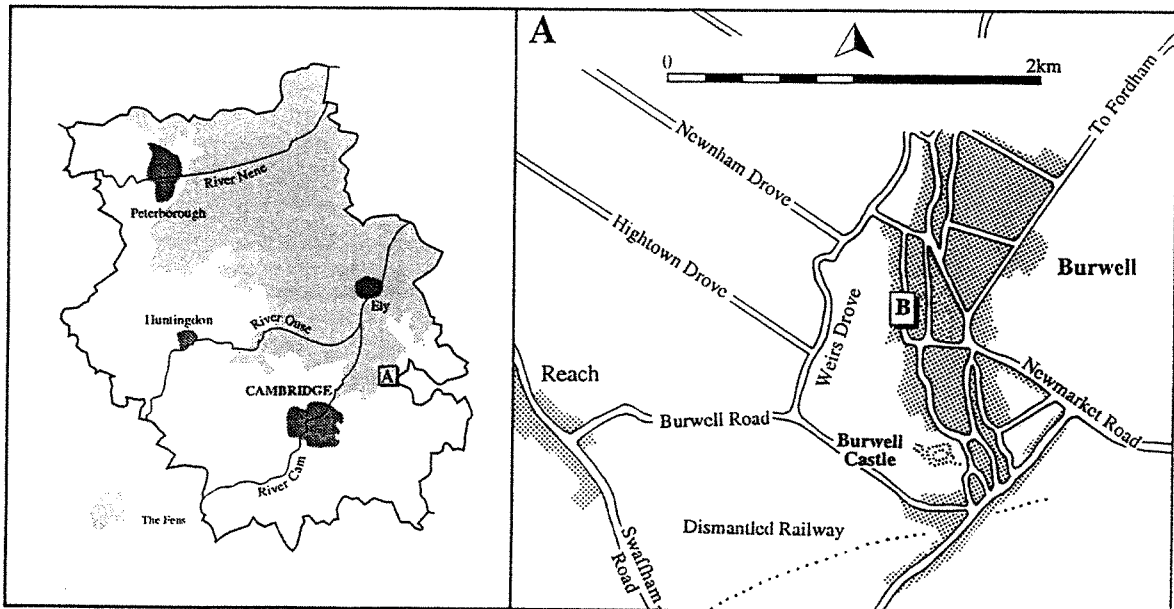 Peterborough
River Nene
Ely
Huntingdon
River Ouse
A
CAMBRIDGE
River Cam
The Fens
A
0
2km
To Fordham
Newnham Drove
Hightown Drove
Burwell
B
Weirs Drove
Reach
Newmarket Road
Burwell Road
Burwell
Castle
Dismantled Railway
Swaffham
Road